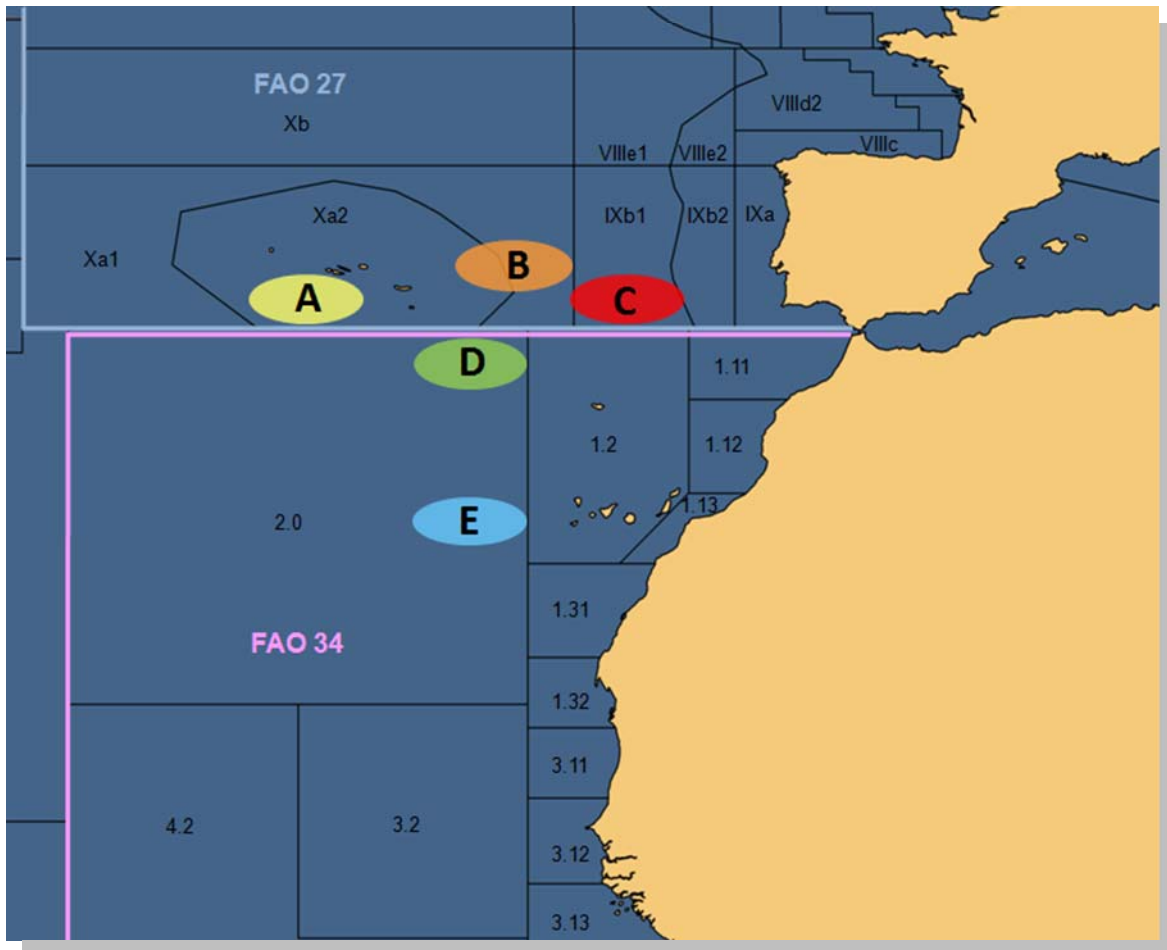 FAO 27
Xb
VIIId2
VIIIe1
VIIIe2
VIIIc
Xa1
Xa2
IXb1
IXb2
IXa
A
B
C
D
1.11
1.2
1.12
1.13
2.0
E
1.31
FAO 34
1.32
3.11
4.2
3.2
3.12
3.13